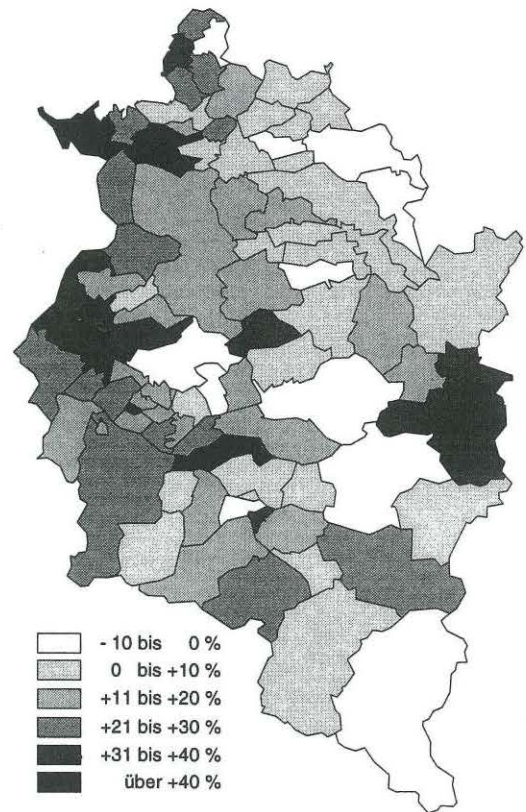 - 10 bis 0 %
0 bis +10 %
+11 bis +20 %
+21 bis +30 %
+31 bis +40 %
über +40 %